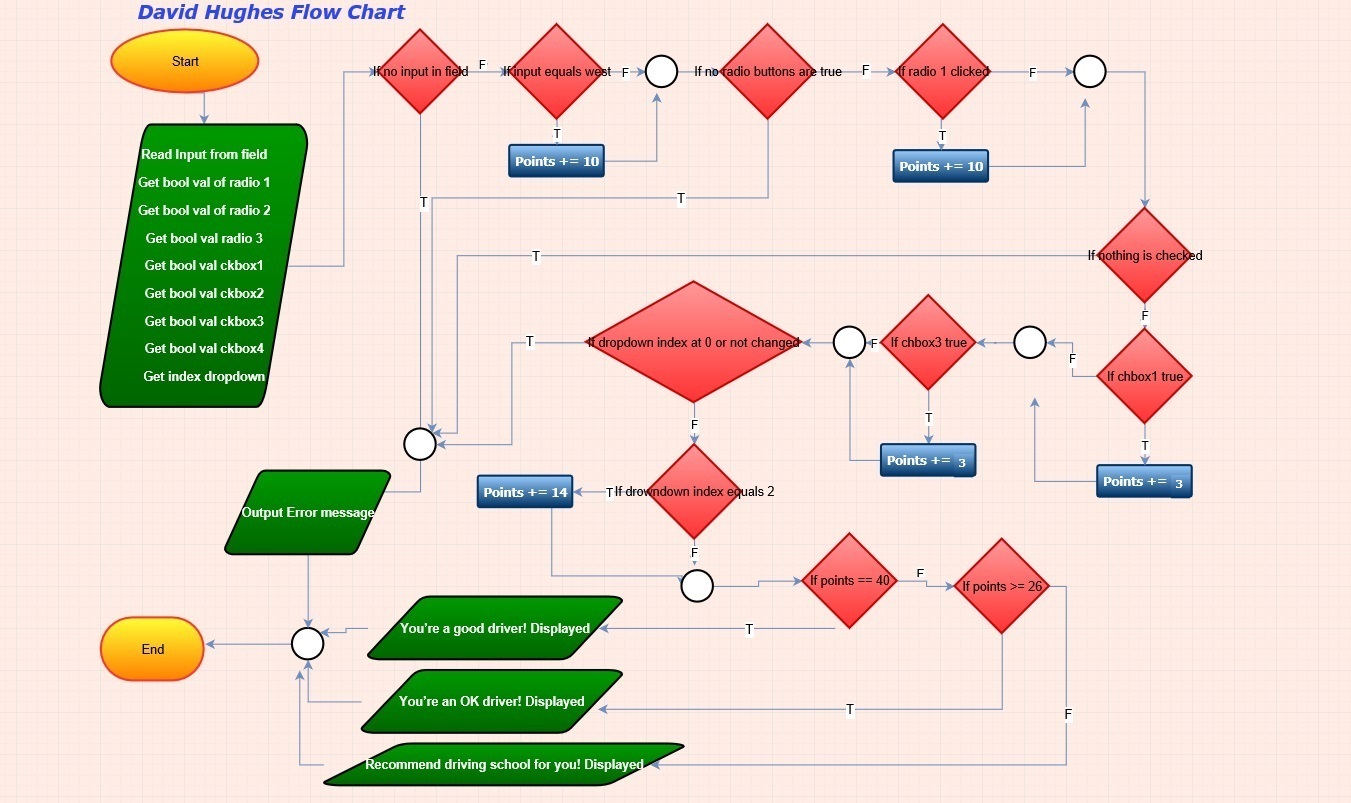 David Hughes Flow Chart
Start
If no input in field
F
If input equals west
F
If no radio buttons are true
F
If radio 1 clicked
F
T
Points += 10
T
Points += 10
Read Input from field
Get bool val of radio 1
Get bool val of radio 2
Get bool val radio 3
Get bool val ckbox1
Get bool val ckbox2
Get bool val ckbox3
Get bool val ckbox4
Get index dropdown
T
T
T
If nothing is checked
F
T
If dropdown index at 0 or not changed
F
If chbox3 true
F
If chbox1 true
T
Points += 3
T
Points += 3
F
Points += 14
T
If drowndown index equals 2
F
Output Error message
If points == 40
F
If points >= 26
End
You're a good driver! Displayed
T
You're an OK driver! Displayed
T
F
Recommend driving school for you! Displayed